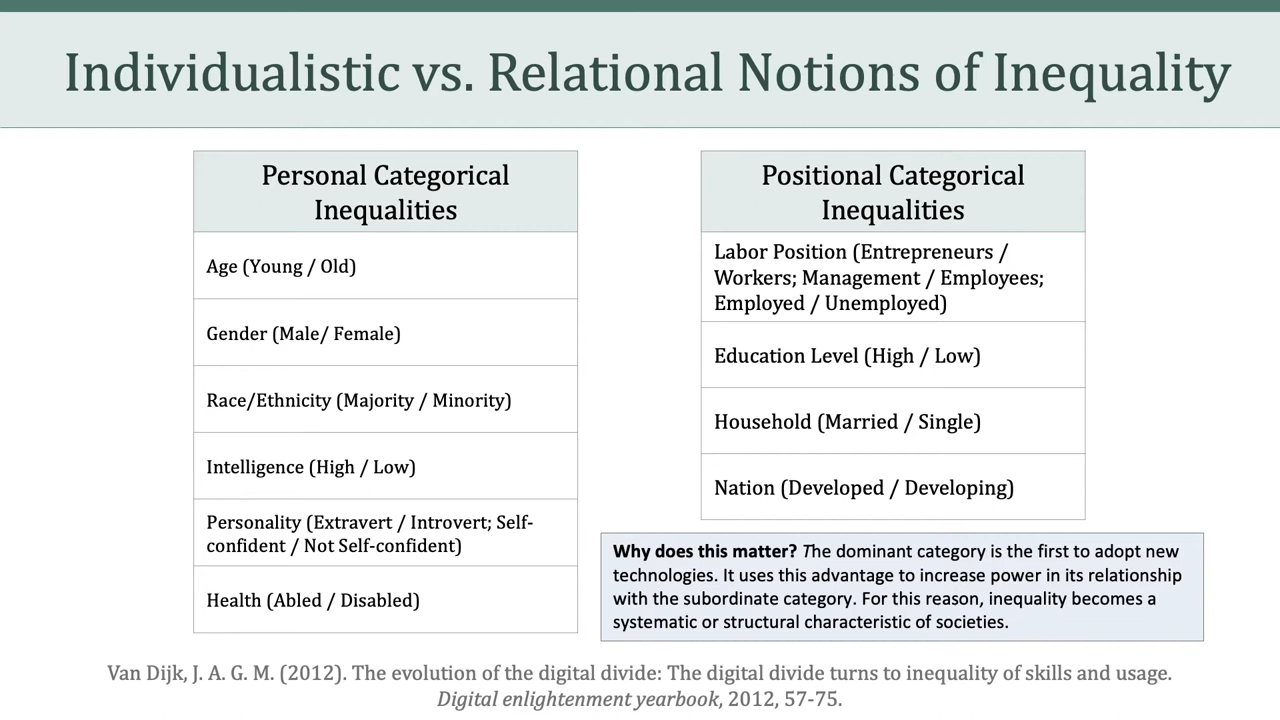 Individualistic vs. Relational Notions of Inequality
Personal Categorical
Inequalities
Age (Young / Old)
Gender (Male/ Female)
Race/Ethnicity (Majority / Minority)
Intelligence (High / Low)
Personality (Extravert / Introvert; Self-
confident / Not Self-confident)
Health (Abled / Disabled)
Positional Categorical
Inequalities
Labor Position (Entrepreneurs /
Workers; Management / Employees;
Employed / Unemployed)
Education Level (High / Low)
Household (Married / Single)
Nation (Developed / Developing)
Why does this matter? The dominant category is the first to adopt new
technologies. It uses this advantage to increase power in its relationship
with the subordinate category. For this reason, inequality becomes a
systematic or structural characteristic of societies.
Van Dijk, J. A. G. M. (2012). The evolution of the digital divide: The digital divide turns to inequality of skills and usage.
Digital enlightenment yearbook, 2012, 57-75.